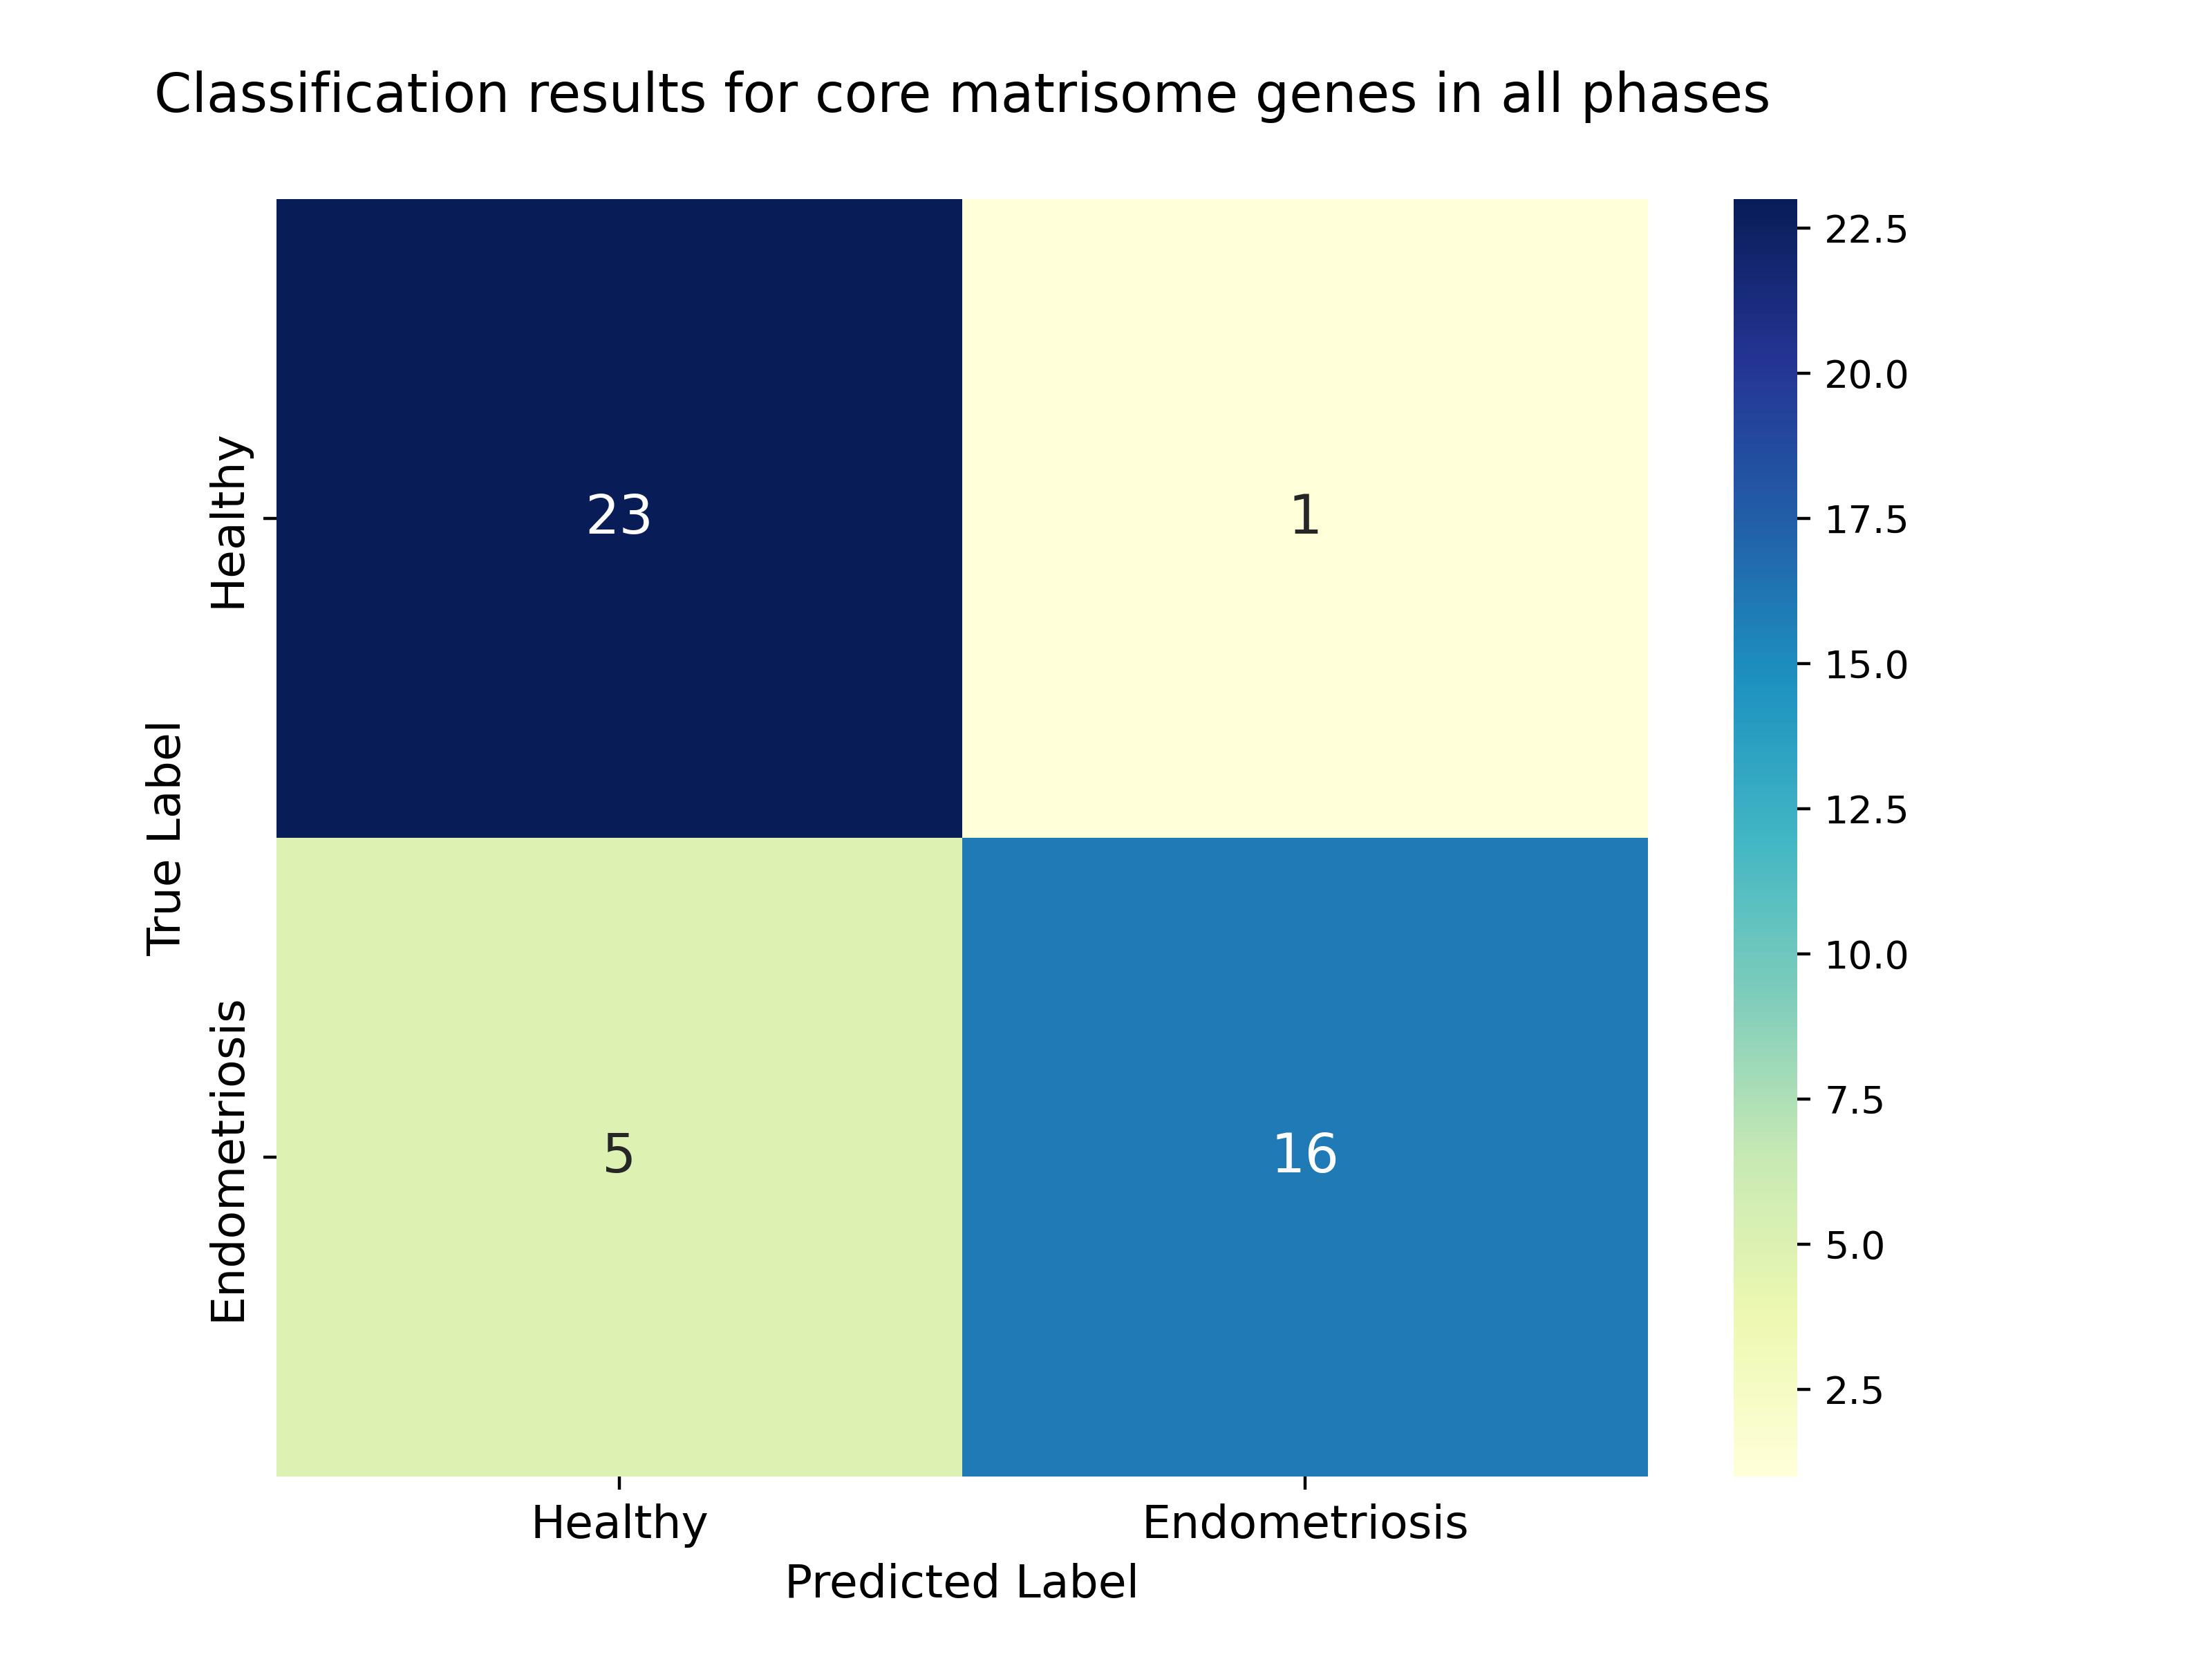 Classification results for core matrisome genes in all phases
True Label
Healthy
Endometriosis
23
1
5
16
Healthy
Endometriosis
Predicted Label
22.5
20.0
17.5
15.0
12.5
10.0
7.5
5.0
2.5